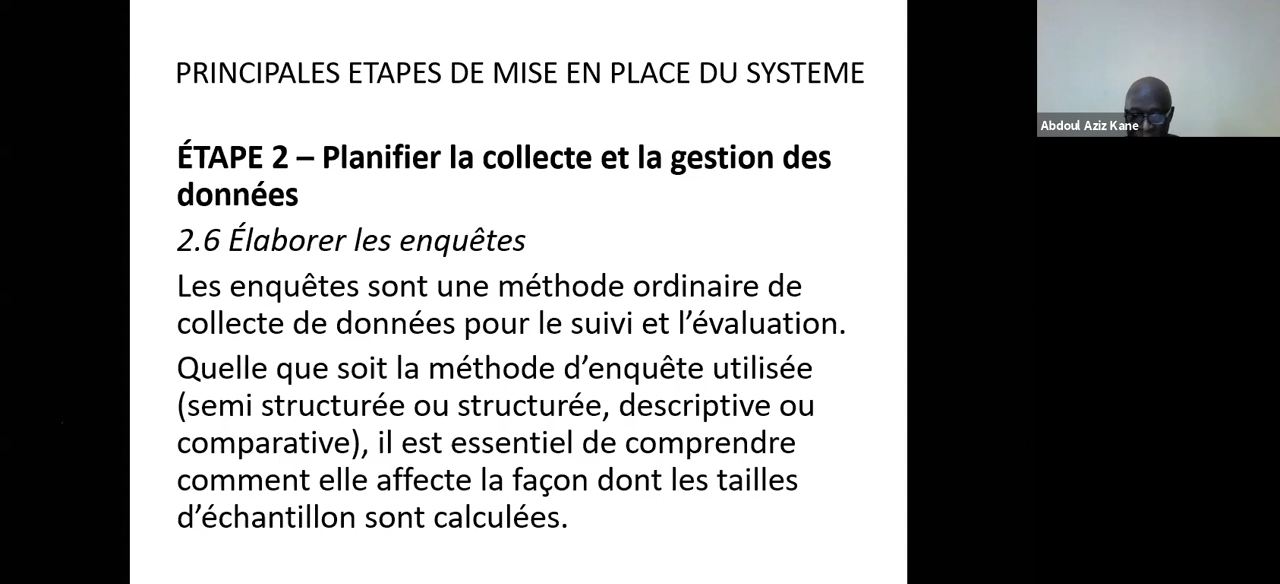 PRINCIPALES ETAPES DE MISE EN PLACE DU SYSTEME
ÉTAPE 2 – Planifier la collecte et la gestion des
données
2.6 Élaborer les enquêtes
Les enquêtes sont une méthode ordinaire de
collecte de données pour le suivi et l’évaluation.
Quelle que soit la méthode d’enquête utilisée
(semi structurée ou structurée, descriptive ou
comparative), il est essentiel de comprendre
comment elle affecte la façon dont les tailles
d’échantillon sont calculées.
Abdoul Aziz Kane